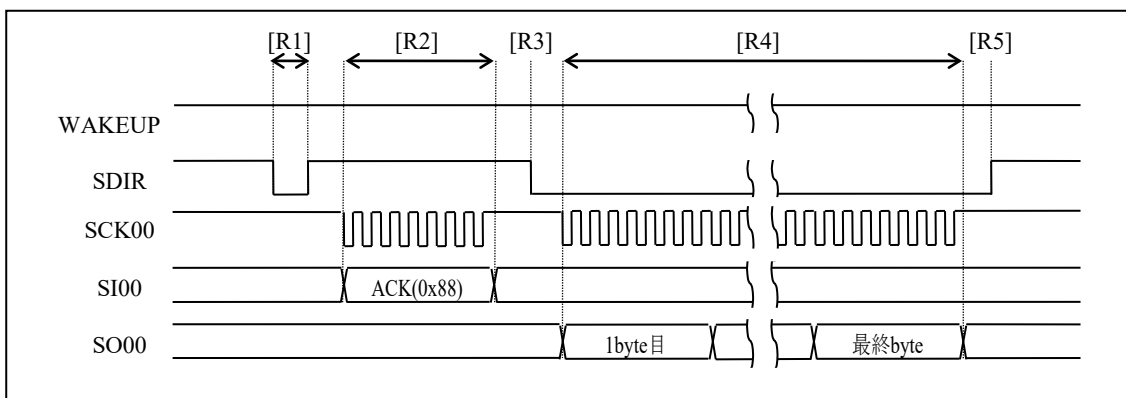 [R1]
[R2]
[R3]
[R4]
[R5]
WAKEUP
SDIR
SCK00
SI00
ACK(0x88)
SO00
1byte目
最終byte